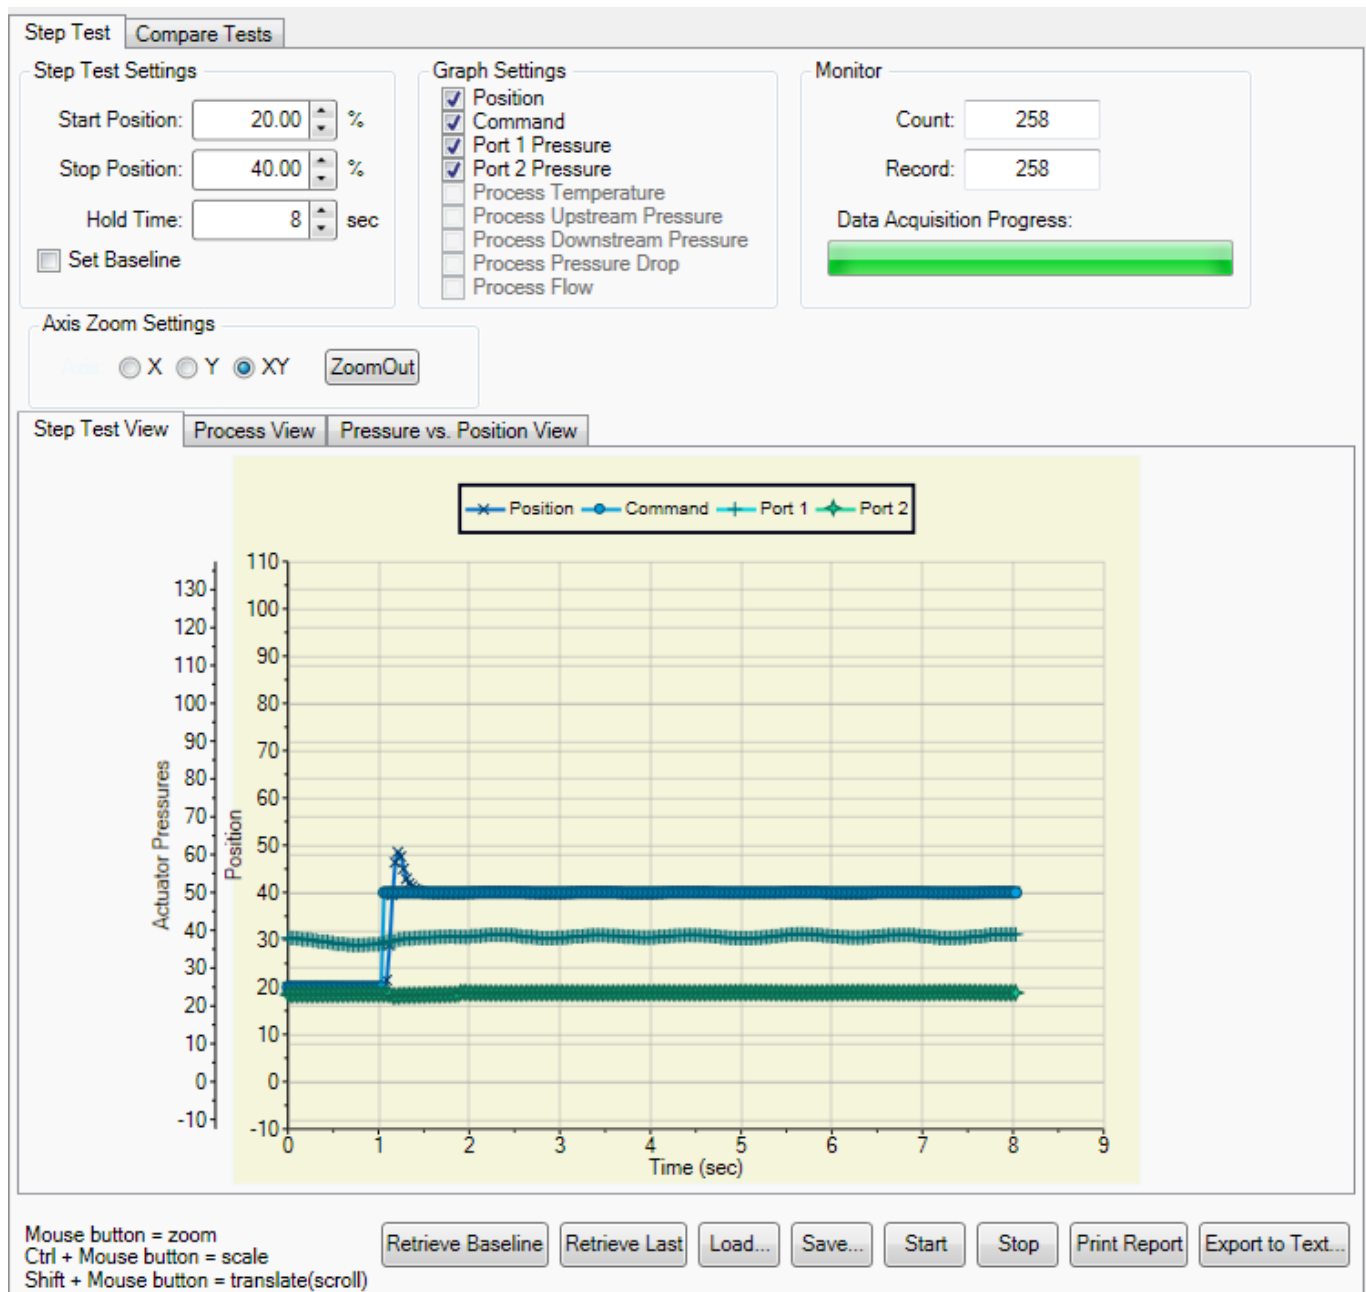 Step Test
Compare Tests
Step Test Settings
Start Position:
20.00
%
Stop Position:
40.00
%
Hold Time:
8
sec
Set Baseline
Graph Settings
Position
Command
Port 1 Pressure
Port 2 Pressure
Process Temperature
Process Upstream Pressure
Process Downstream Pressure
Process Pressure Drop
Process Flow
Monitor
Count:
258
Record:
258
Data Acquisition Progress:
Axis Zoom Settings
X
Y
XY
ZoomOut
Step Test View
Process View
Pressure vs. Position View
Position
Command
Port 1
Port 2
Actuator Pressures
130
120
110
100
90
80
70
60
50
40
30
20
10
0
-10
Position
110
100
90
80
70
60
50
40
30
20
10
0
-10
0
1
2
3
4
5
6
7
8
9
Time (sec)
Mouse button = zoom
Ctrl + Mouse button = scale
Shift + Mouse button = translate(scroll)
Retrieve Baseline
Retrieve Last
Load...
Save...
Start
Stop
Print Report
Export to Text...